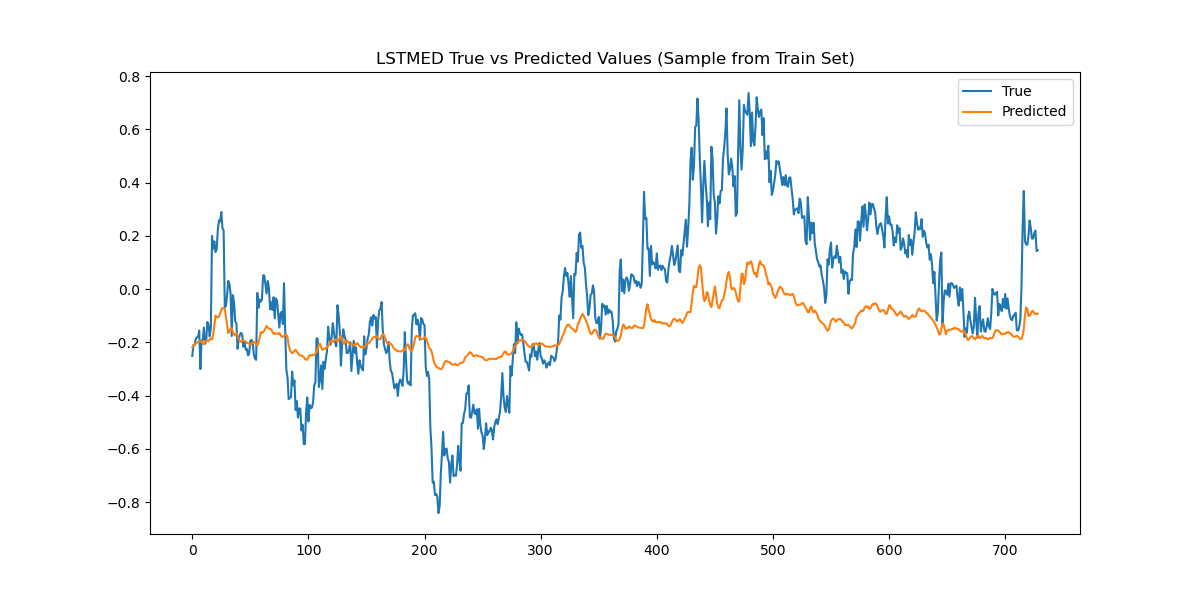 LSTMED True vs Predicted Values (Sample from Train Set)
True
Predicted
0.8
0.6
0.4
0.2
0.0
−0.2
−0.4
−0.6
−0.8
0 100 200 300 400 500 600 700